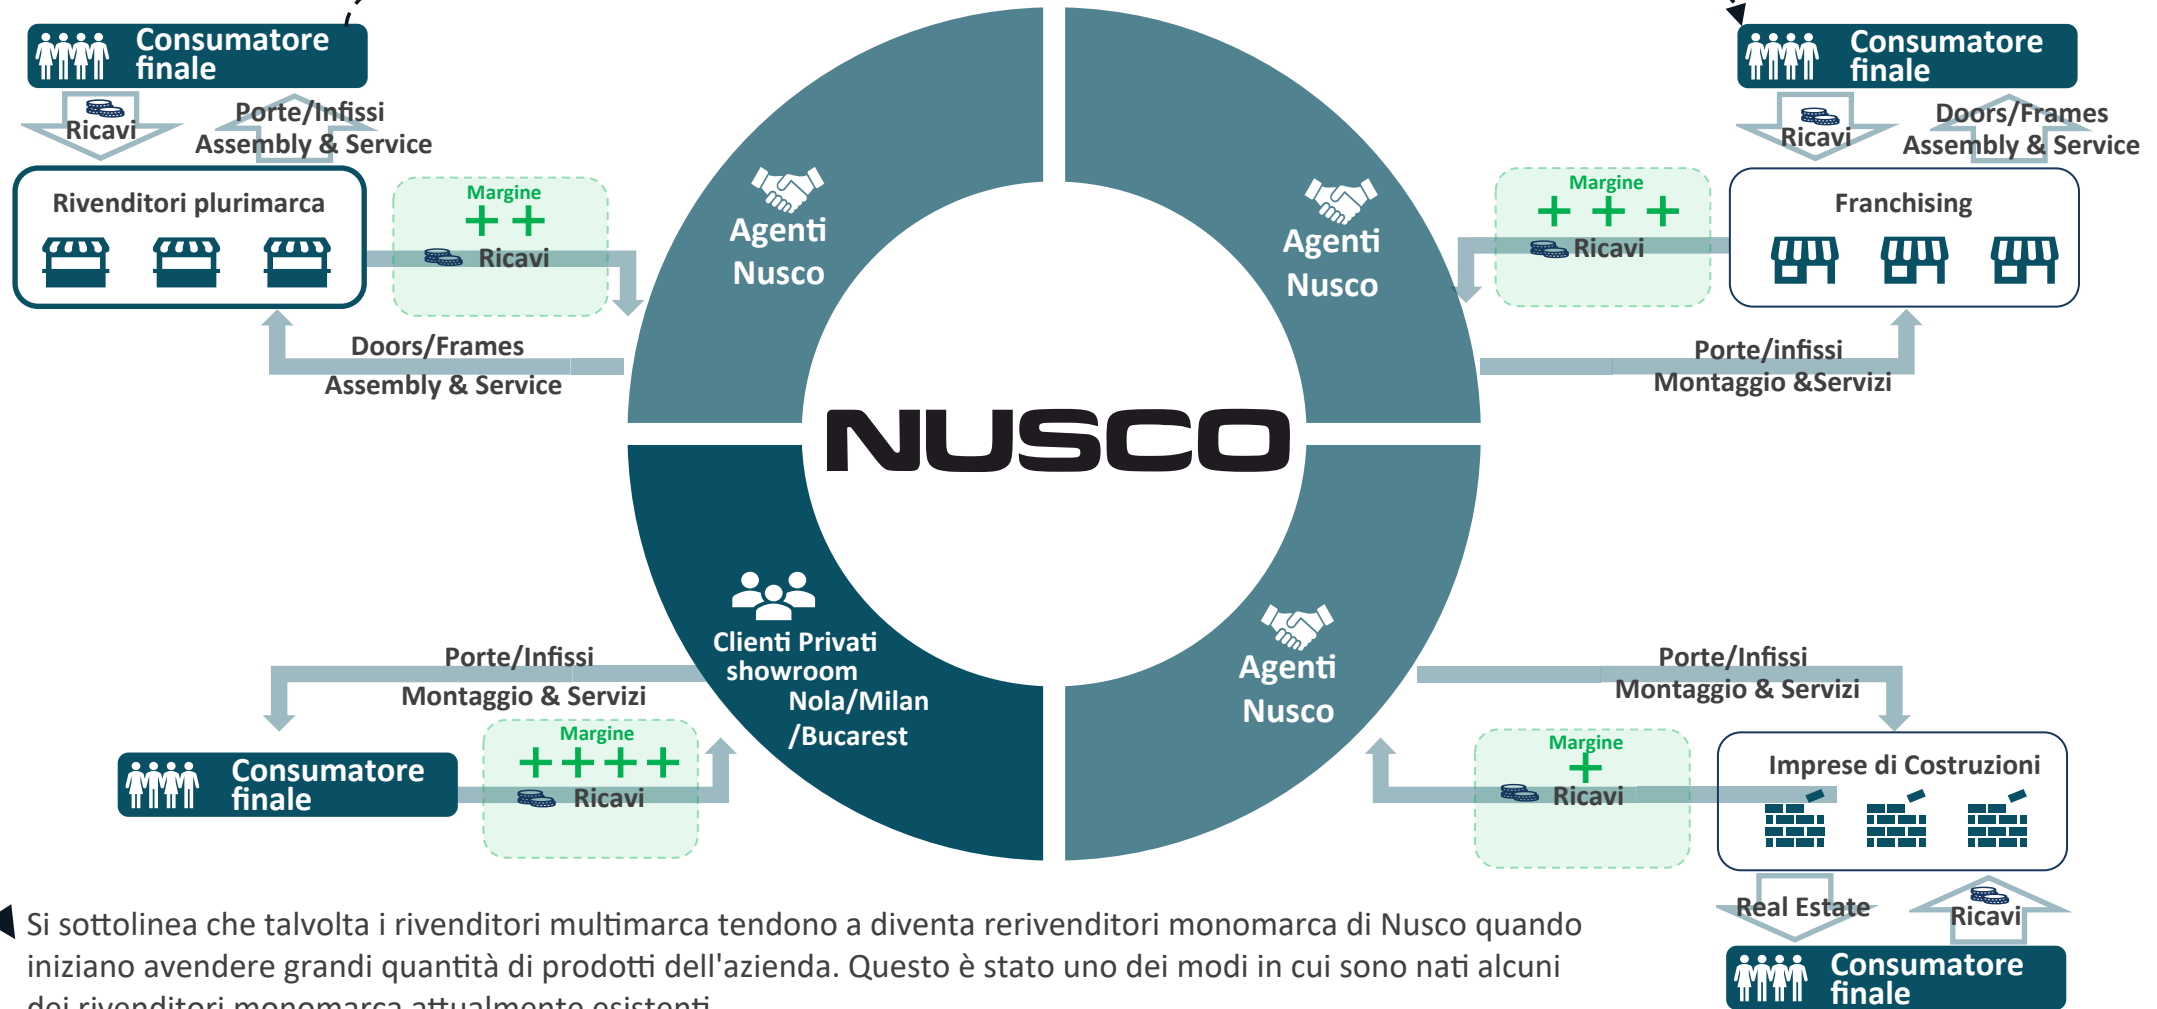 Consumatore
finale
Ricavi
Porte/Infissi
Assembly & Service
Rivenditori plurimarca
Margine
Ricavi
Doors/Frames
Assembly & Service
Agenti
Nusco
Agenti
Nusco
Consumatore
finale
Ricavi
Doors/Frames
Assembly & Service
Margine
Ricavi
Franchising
Porte/infissi
Montaggio &Servizi
NUSCO
Clienti Privati
showroom
Nola/Milan
/Bucarest
Porte/Infissi
Montaggio & Servizi
Margine
Ricavi
Consumatore
finale
Agenti
Nusco
Porte/Infissi
Montaggio & Servizi
Margine
Ricavi
Imprese di Costruzioni
Real Estate
Ricavi
Consumatore
finale
Si sottolinea che talvolta i rivenditori multimarca tendono a diventa rerivenditori monomarca di Nusco quando
iniziano avendere grandi quantità di prodotti dell'azienda. Questo è stato uno dei modi in cui sono nati alcuni
dei rivenditori monomarca attualmente esistenti